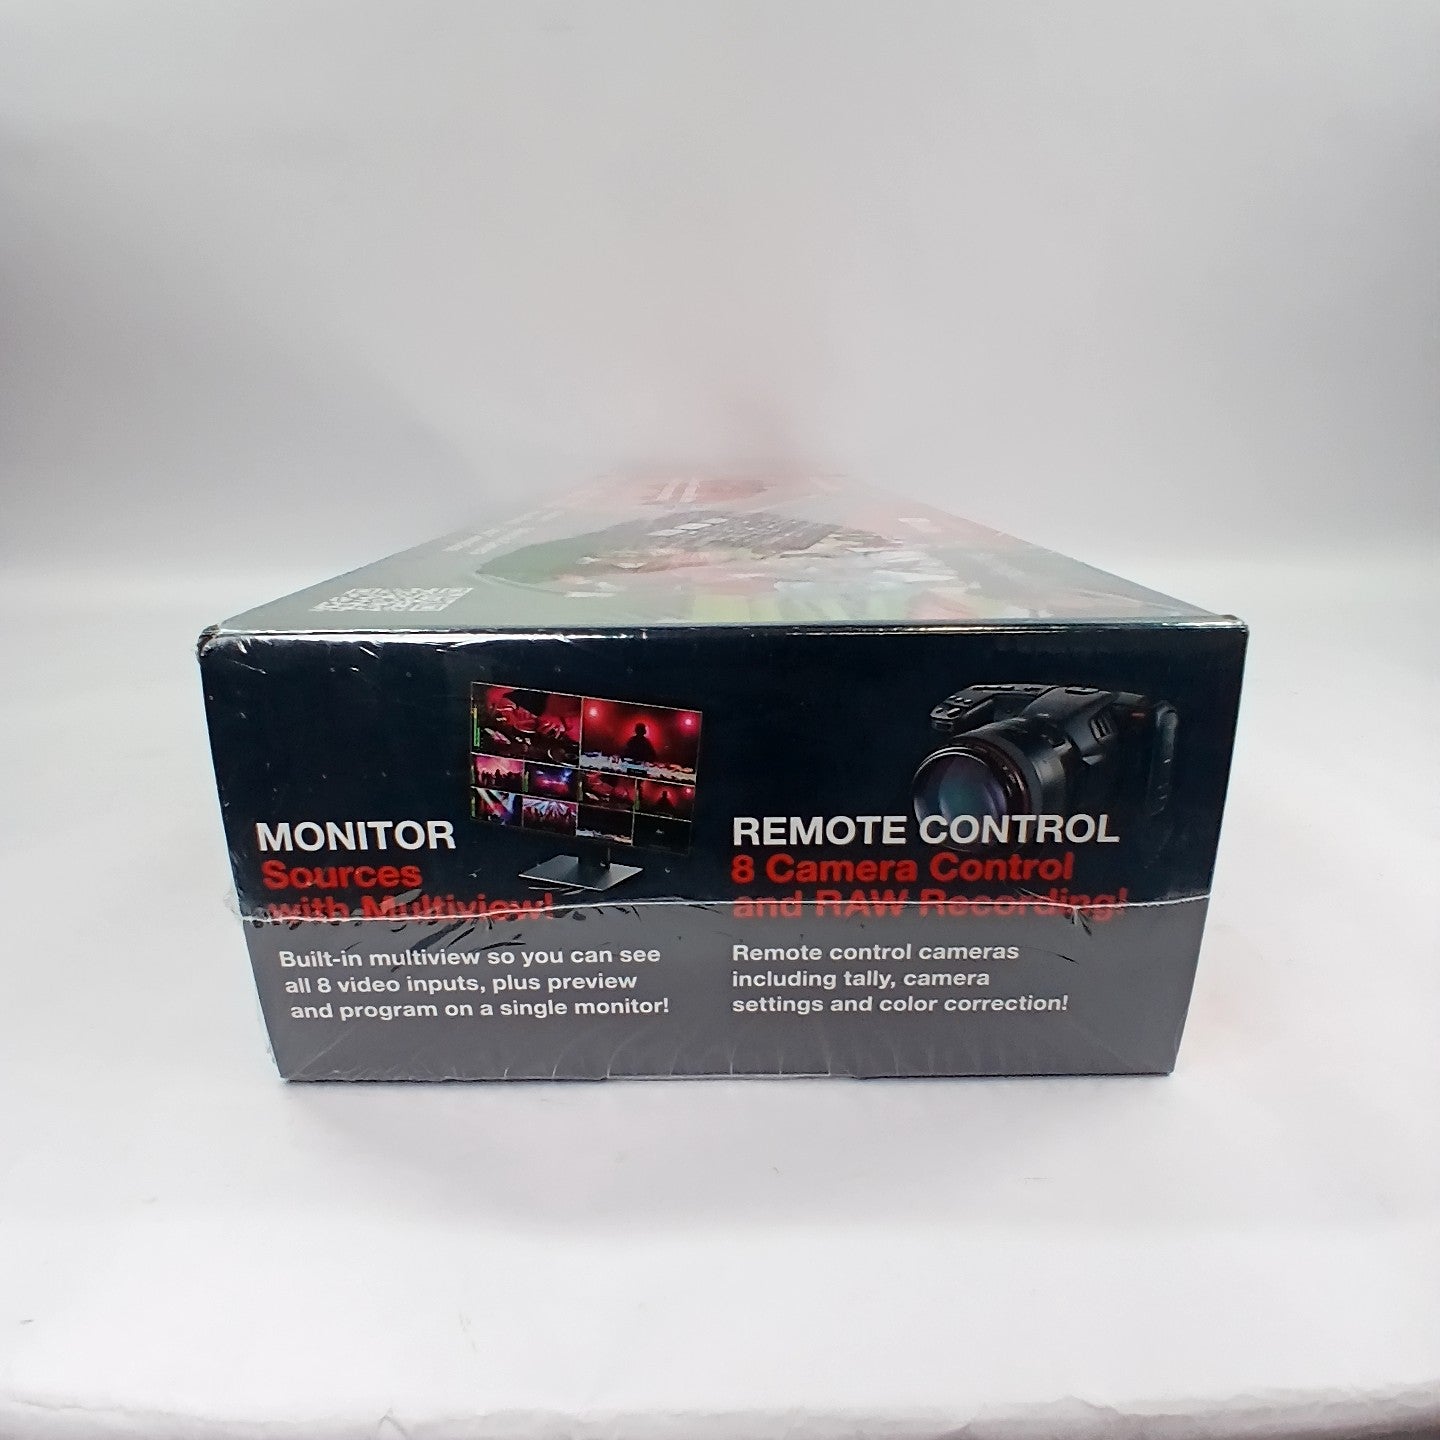 MONITOR
Sources
with Multiview!
Built-in multiview so you can see
all 8 video inputs, plus preview
and program on a single monitor!
REMOTE CONTROL
8 Camera Control
and RAW Recording!
Remote control cameras
including tally, camera
settings and color correction!